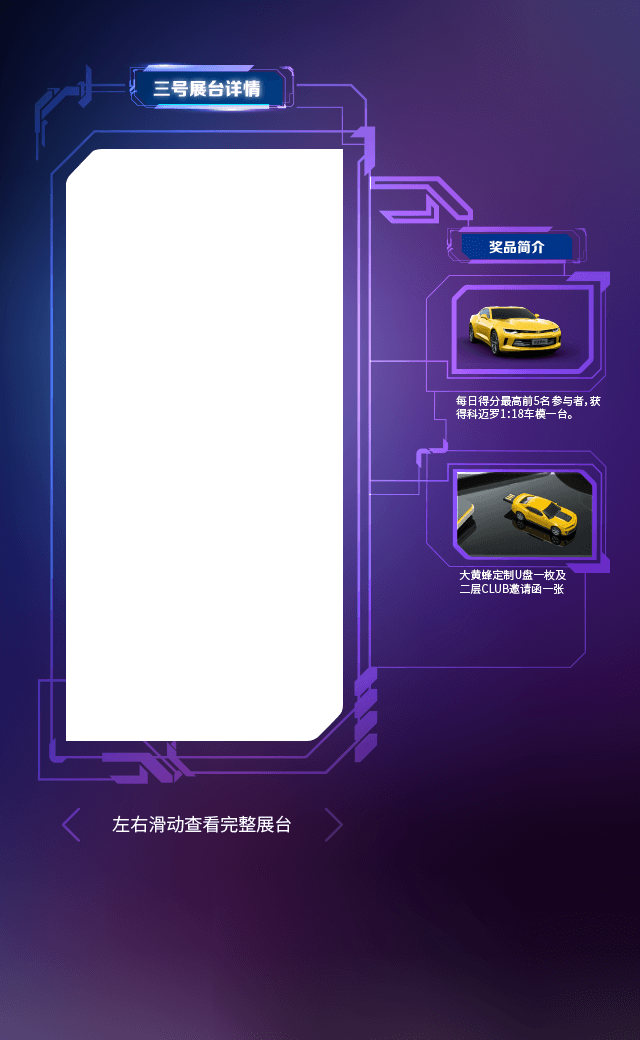 三号展台详情
奖品简介
每日得分最高前5名参与者,获
得科迈罗1:18车模一台。
大黄蜂定制U盘一枚及
二层CLUB邀请函一张
左右滑动查看完整展台